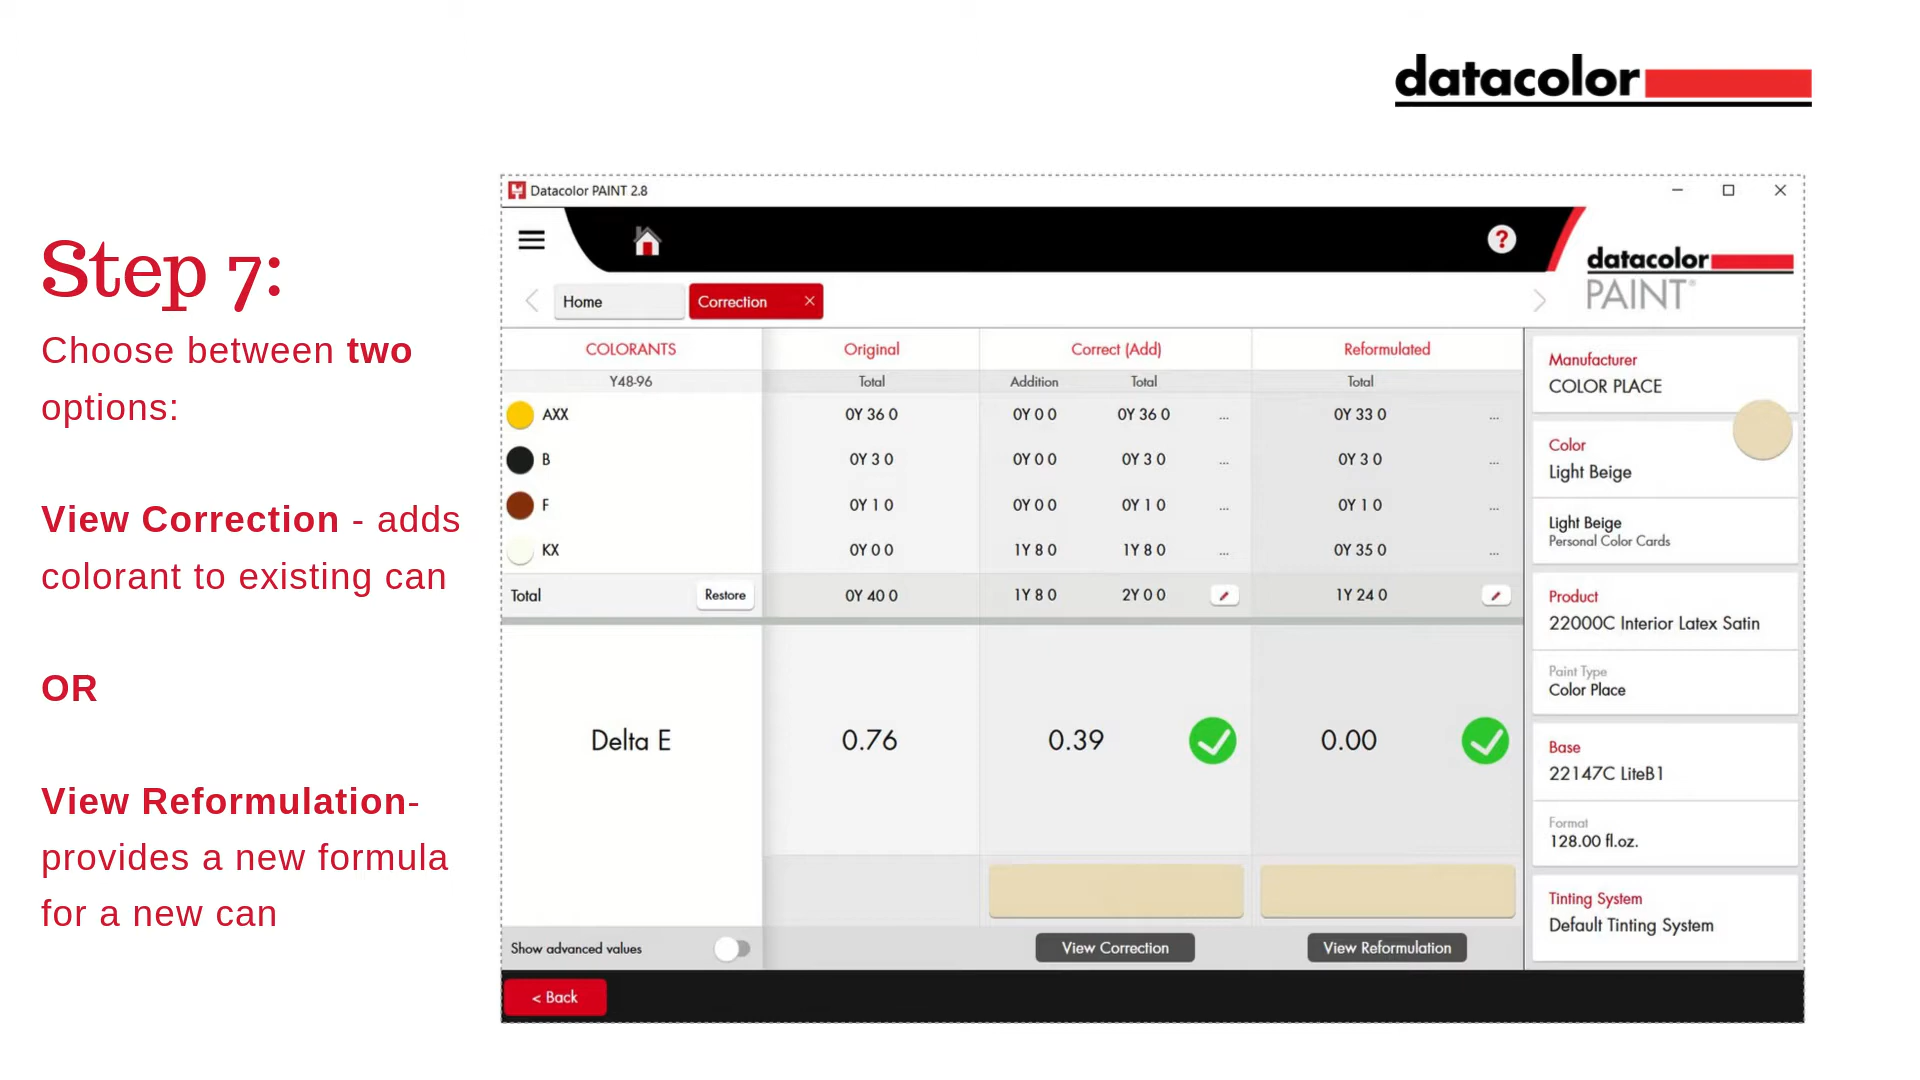 datacolor
Step 7:
Choose between two
options:
View Correction - adds
colorant to existing can
OR
View Reformulation-
provides a new formula
for a new can
Datacolor PAINT 2.8
?
datacolor
PAINT®
Home
Correction
COLORANTS Original Correct (Add) Reformulated
Y48-96 Total Addition Total Total
AXX 0Y 36 0 0Y 0 0 0Y 36 0 ... 0Y 33 0 ...
B 0Y 3 0 0Y 0 0 0Y 3 0 ... 0Y 3 0 ...
F 0Y 1 0 0Y 0 0 0Y 1 0 ... 0Y 1 0 ...
KX 0Y 0 0 1Y 8 0 1Y 8 0 ... 0Y 35 0 ...
Total Restore 0Y 40 0 1Y 8 0 2Y 0 0 1Y 24 0
Delta E 0.76 0.39 0.00
Show advanced values View Correction View Reformulation
< Back
Manufacturer
COLOR PLACE
Color
Light Beige
Light Beige
Personal Color Cards
Product
22000C Interior Latex Satin
Paint Type
Color Place
Base
22147C LiteB1
Format
128.00 fl.oz.
Tinting System
Default Tinting System